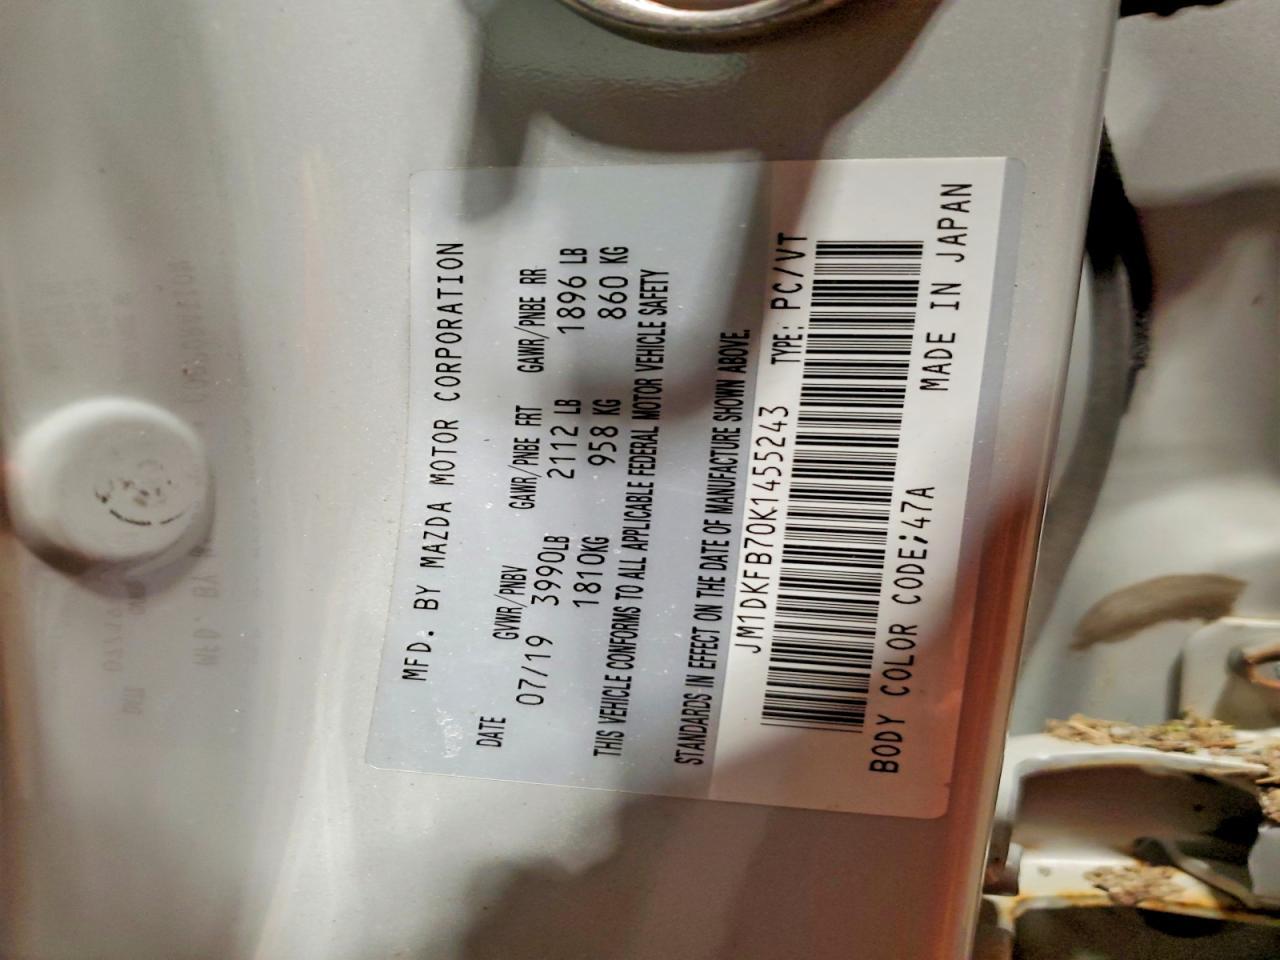 MFD. BY MAZDA MOTOR CORPORATION
DATE GVWR/PNBV GAWR/PNBE FRT GAWR/PNBE RR
07/19 3990LB 2112 LB 1896 LB
1810KG 958 KG 860 KG
THIS VEHICLE CONFORMS TO ALL APPLICABLE FEDERAL MOTOR VEHICLE SAFETY
STANDARDS IN EFFECT ON THE DATE OF MANUFACTURE SHOWN ABOVE.
JM1DKFB70K1455243 TYPE: PC/VT
BODY COLOR CODE;47A MADE IN JAPAN